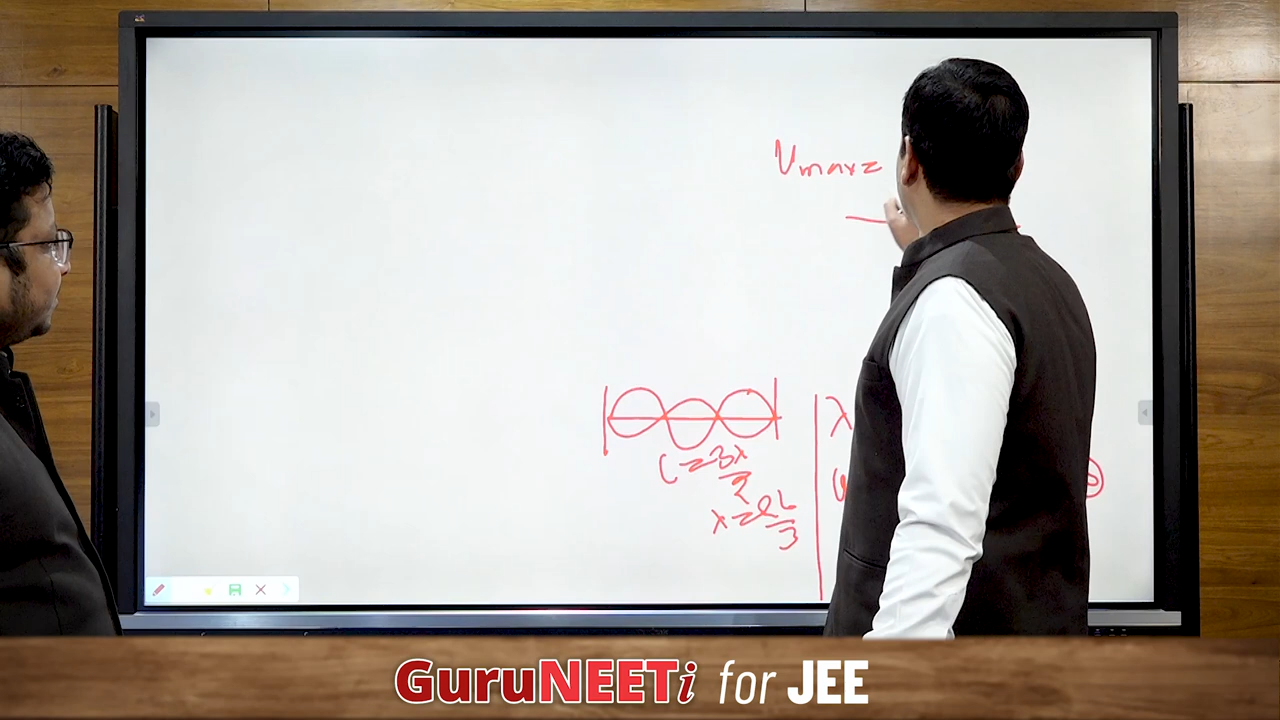 Vmax=
L=3λ/2
λ=2L/3
λ
GuruNEETi for JEE